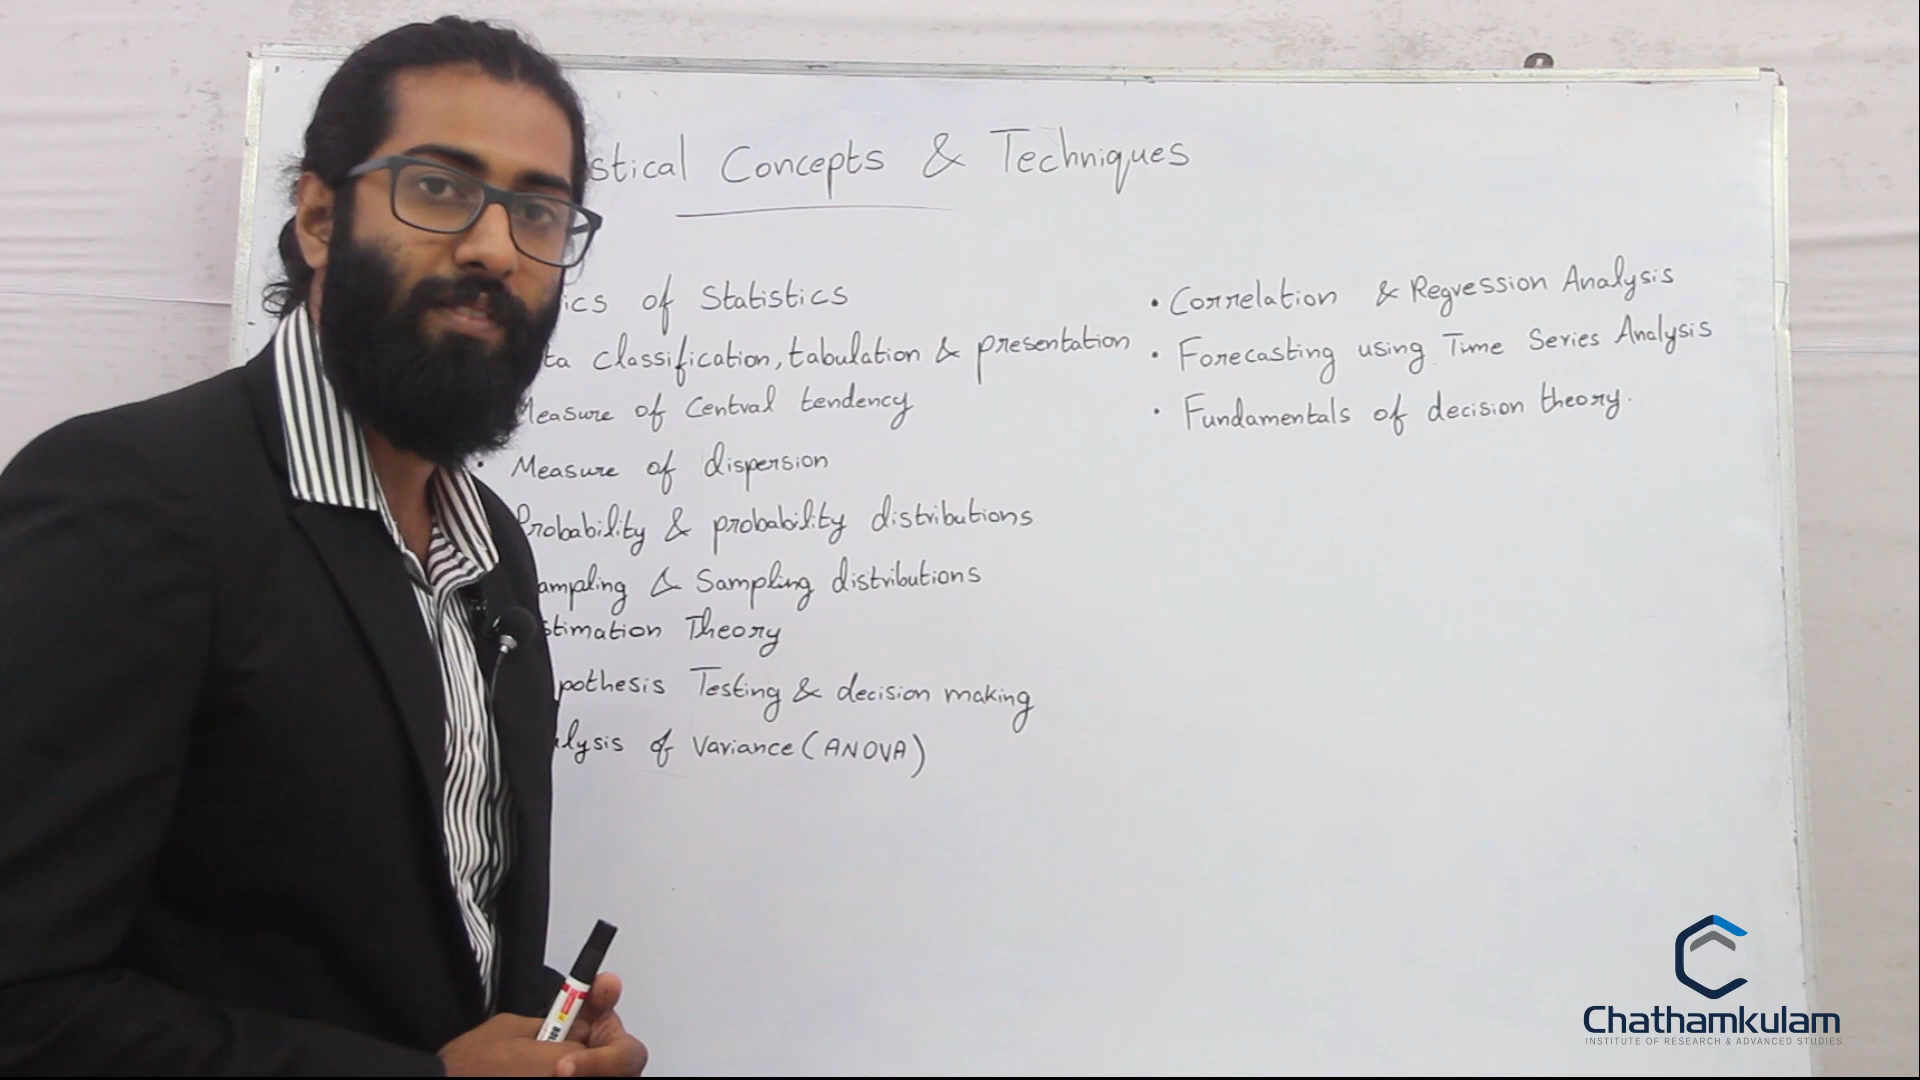 stical Concepts & Techniques
ics of Statistics
ta classification, tabulation & presentation
Measure of Central tendency
• Measure of dispersion
Probability & probability distributions
ampling & Sampling distributions
stimation Theory
pothesis Testing & decision making
lysis of Variance (ANOVA)
• Correlation & Regression Analysis
• Forecasting using Time Series Analysis
• Fundamentals of decision theory.
Chathamkulam
INSTITUTE OF RESEARCH & ADVANCED STUDIES